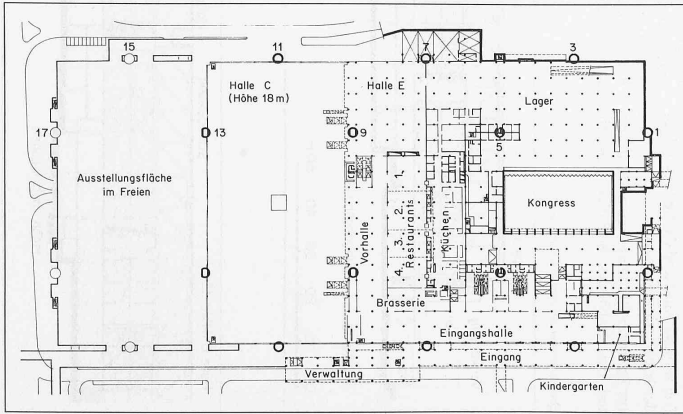 15
11
7
3
Halle C
(Höhe 18 m)
Halle E
Lager
17
13
9
5
1
Ausstellungsfläche
im Freien
Kongress
Vorhalle
1.
2.
3.
4.
Restaurants
Küchen
Brasserie
Eingangshalle
Eingang
Verwaltung
Kindergarten